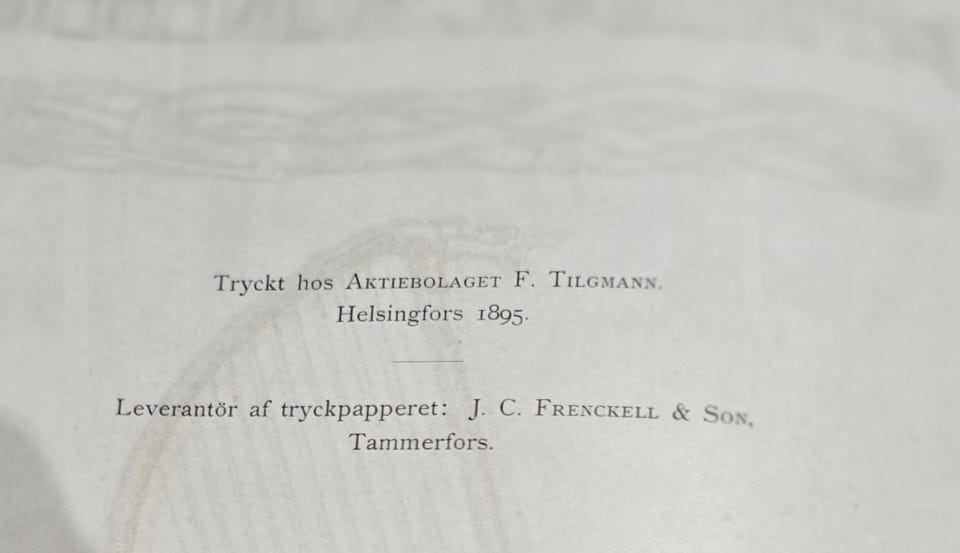 Tryckt hos AKTIEBOLAGET F. TILGMANN.
Helsingfors 1895.
Leverantör af tryckpapperet: J. C. FRENCKELL & SON,
Tammerfors.